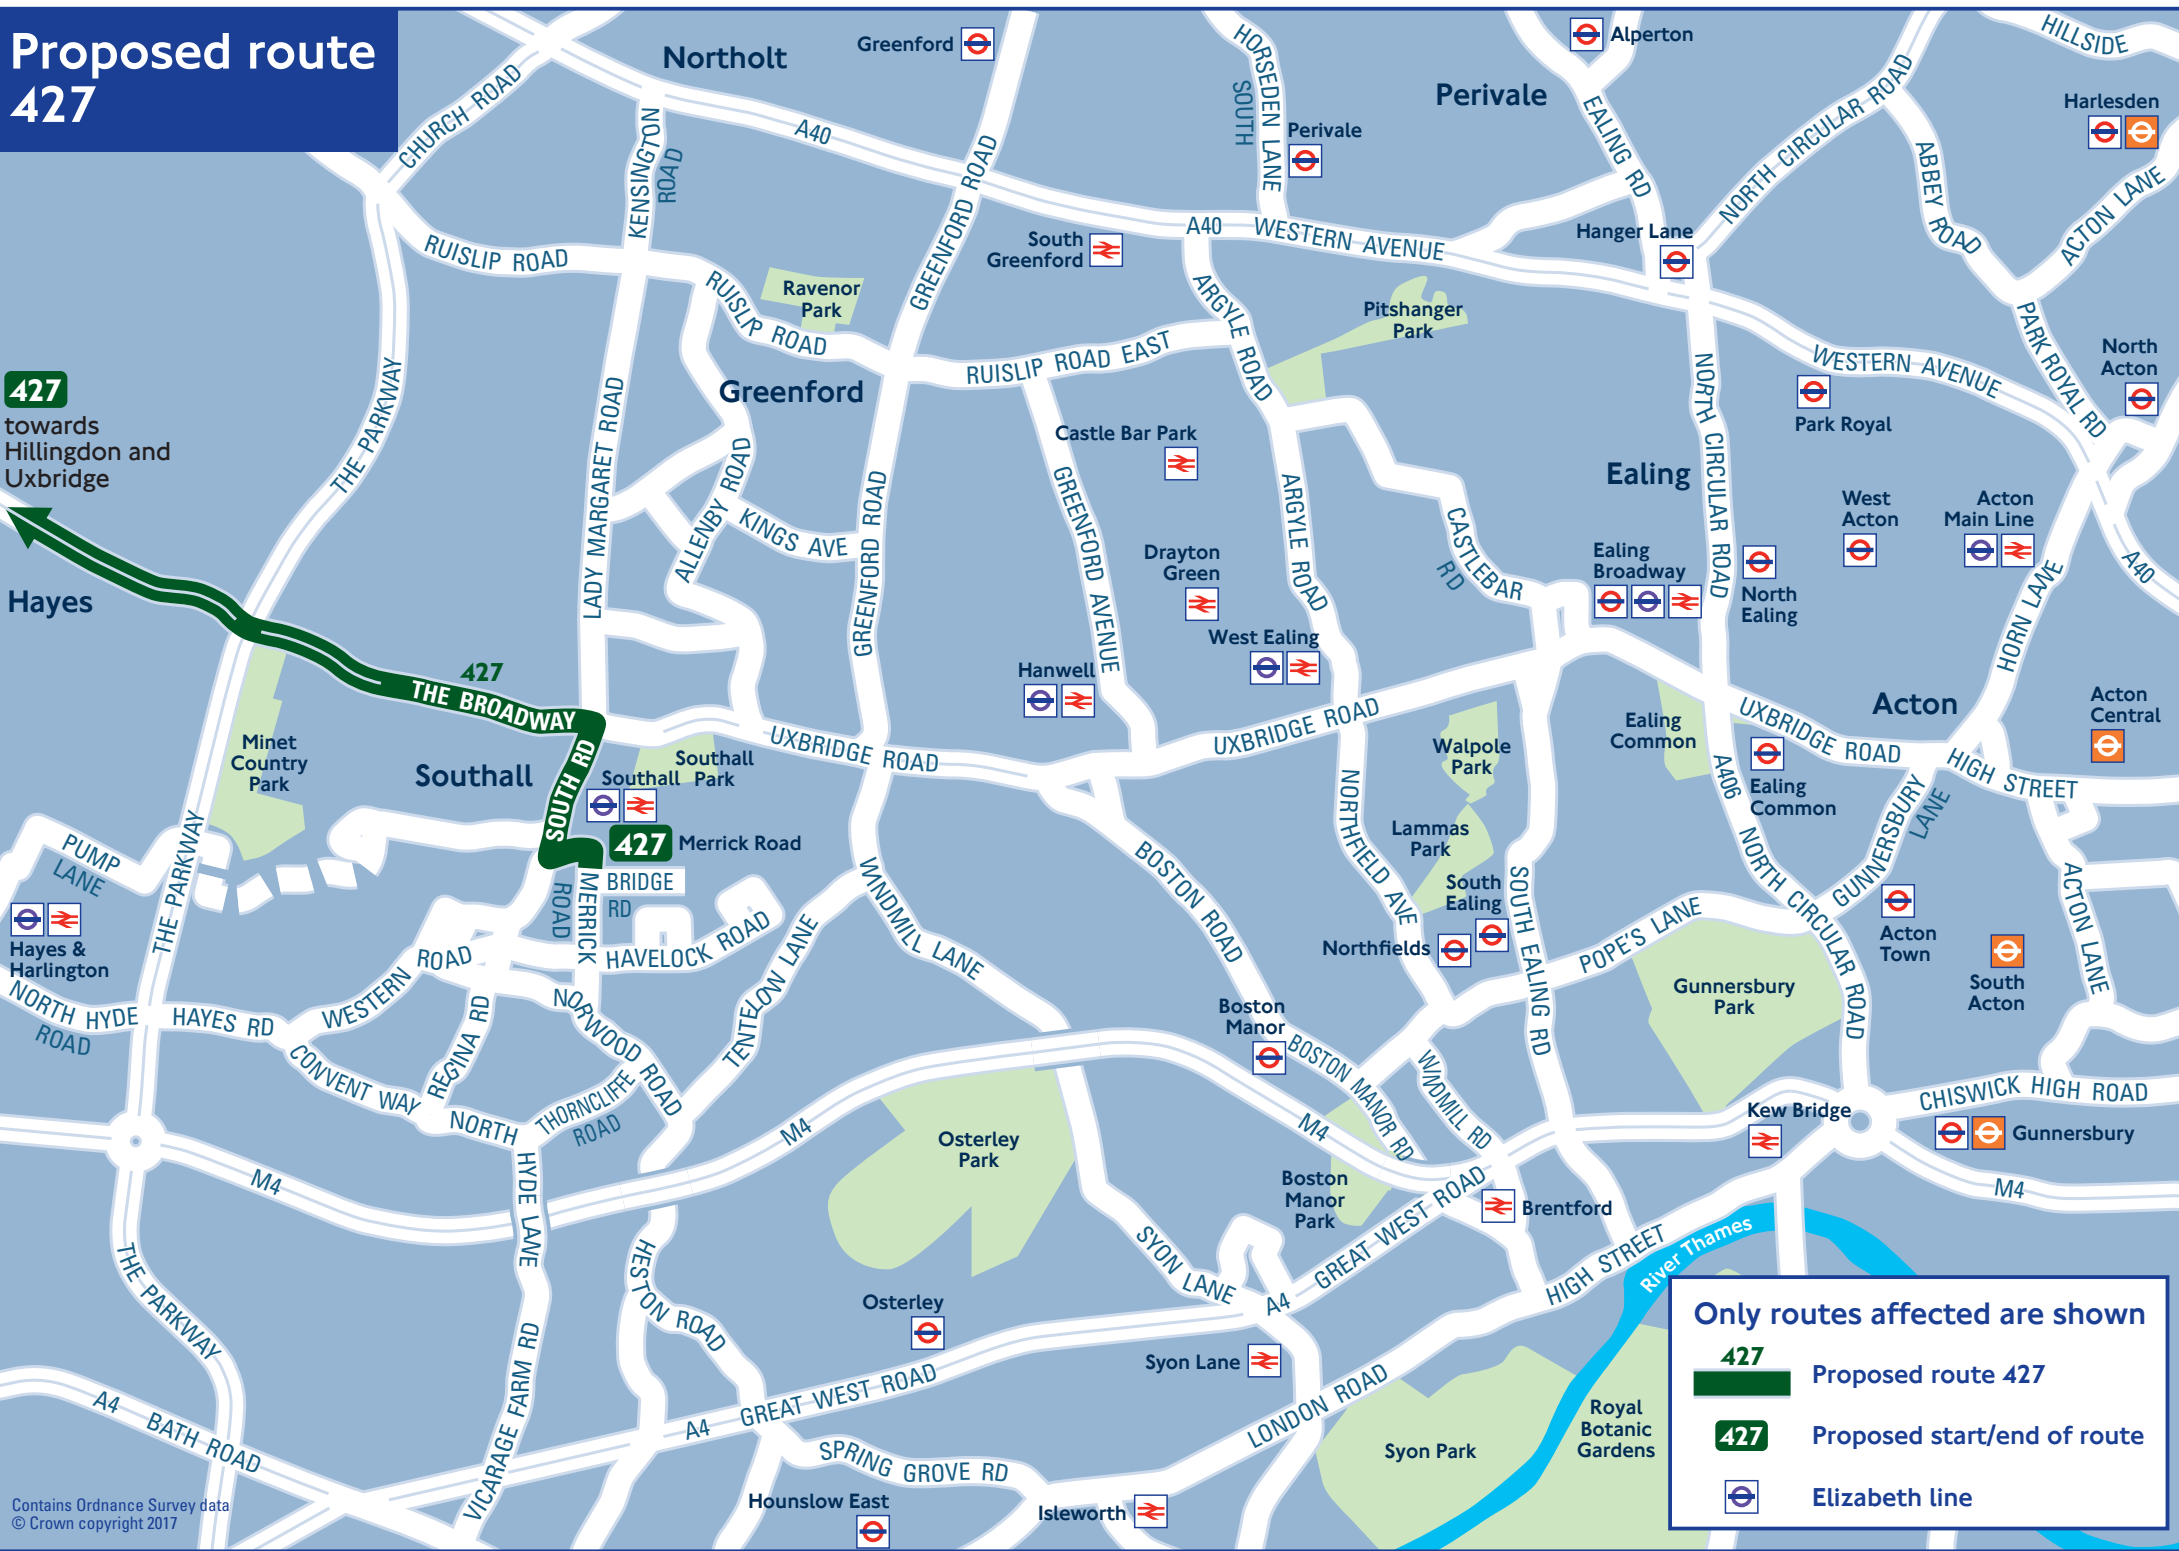 Proposed route
427
Northolt
Greenford
HORSEDEN LANE
SOUTH
Perivale
Alperton
HILLSIDE
CHURCH ROAD
KENSINGTON
ROAD
A40
GREENFORD ROAD
Perivale
EALING RD
NORTH CIRCULAR ROAD
ABBEY ROAD
Harlesden
ACTON LANE
RUISLIP ROAD
South
Greenford
A40
WESTERN AVENUE
Hanger Lane
RUISLIP ROAD
Ravenor
Park
ARGYLE ROAD
Pitshanger
Park
PARK ROYAL RD
427
towards
Hillingdon and
Uxbridge
THE PARKWAY
Greenford
RUISLIP ROAD EAST
WESTERN AVENUE
Park Royal
North
Acton
LADY MARGARET ROAD
ALLENBY ROAD
KINGS AVE
GREENFORD ROAD
GREENFORD AVENUE
Castle Bar Park
ARGYLE ROAD
CASTLEBAR
RD
Ealing
NORTH CIRCULAR ROAD
West
Acton
Acton
Main Line
Drayton
Green
Ealing
Broadway
North
Ealing
HORN LANE
A40
Hayes
427
THE BROADWAY
Hanwell
West Ealing
UXBRIDGE ROAD
UXBRIDGE ROAD
Walpole
Park
Ealing
Common
UXBRIDGE ROAD
Acton
Acton
Central
Minet
Country
Park
Southall
SOUTH RD
Southall
Park
Southall
427
Merrick Road
A406
Ealing
Common
HIGH STREET
PUMP
LANE
THE PARKWAY
BRIDGE
RD
ROAD
MERRICK
WINDMILL LANE
BOSTON ROAD
NORTHFIELD AVE
Lammas
Park
South
Ealing
Northfields
SOUTH EALING RD
POPE'S LANE
NORTH CIRCULAR ROAD
GUNNERSBURY
LANE
Acton
Town
South
Acton
ACTON LANE
Hayes &
Harlington
NORTH HYDE
ROAD
HAYES RD
WESTERN
ROAD
HAVELOCK ROAD
TENTELOW LANE
NORWOOD ROAD
REGINA RD
CONVENT WAY
THORNCLIFFE
ROAD
NORTH
HYDE LANE
Boston
Manor
BOSTON MANOR RD
WINDMILL RD
Gunnersbury
Park
Kew Bridge
CHISWICK HIGH ROAD
Gunnersbury
M4
M4
M4
M4
Osterley
Park
Boston
Manor
Park
Brentford
THE PARKWAY
HESTON ROAD
SYON LANE
A4
GREAT WEST ROAD
HIGH STREET
River Thames
Osterley
Syon Lane
A4
BATH ROAD
VICARAGE FARM RD
A4
GREAT WEST ROAD
SPRING GROVE RD
LONDON ROAD
Syon Park
Royal
Botanic
Gardens
Hounslow East
Isleworth
Contains Ordnance Survey data
© Crown copyright 2017
Only routes affected are shown
427
Proposed route 427
427
Proposed start/end of route
Elizabeth line